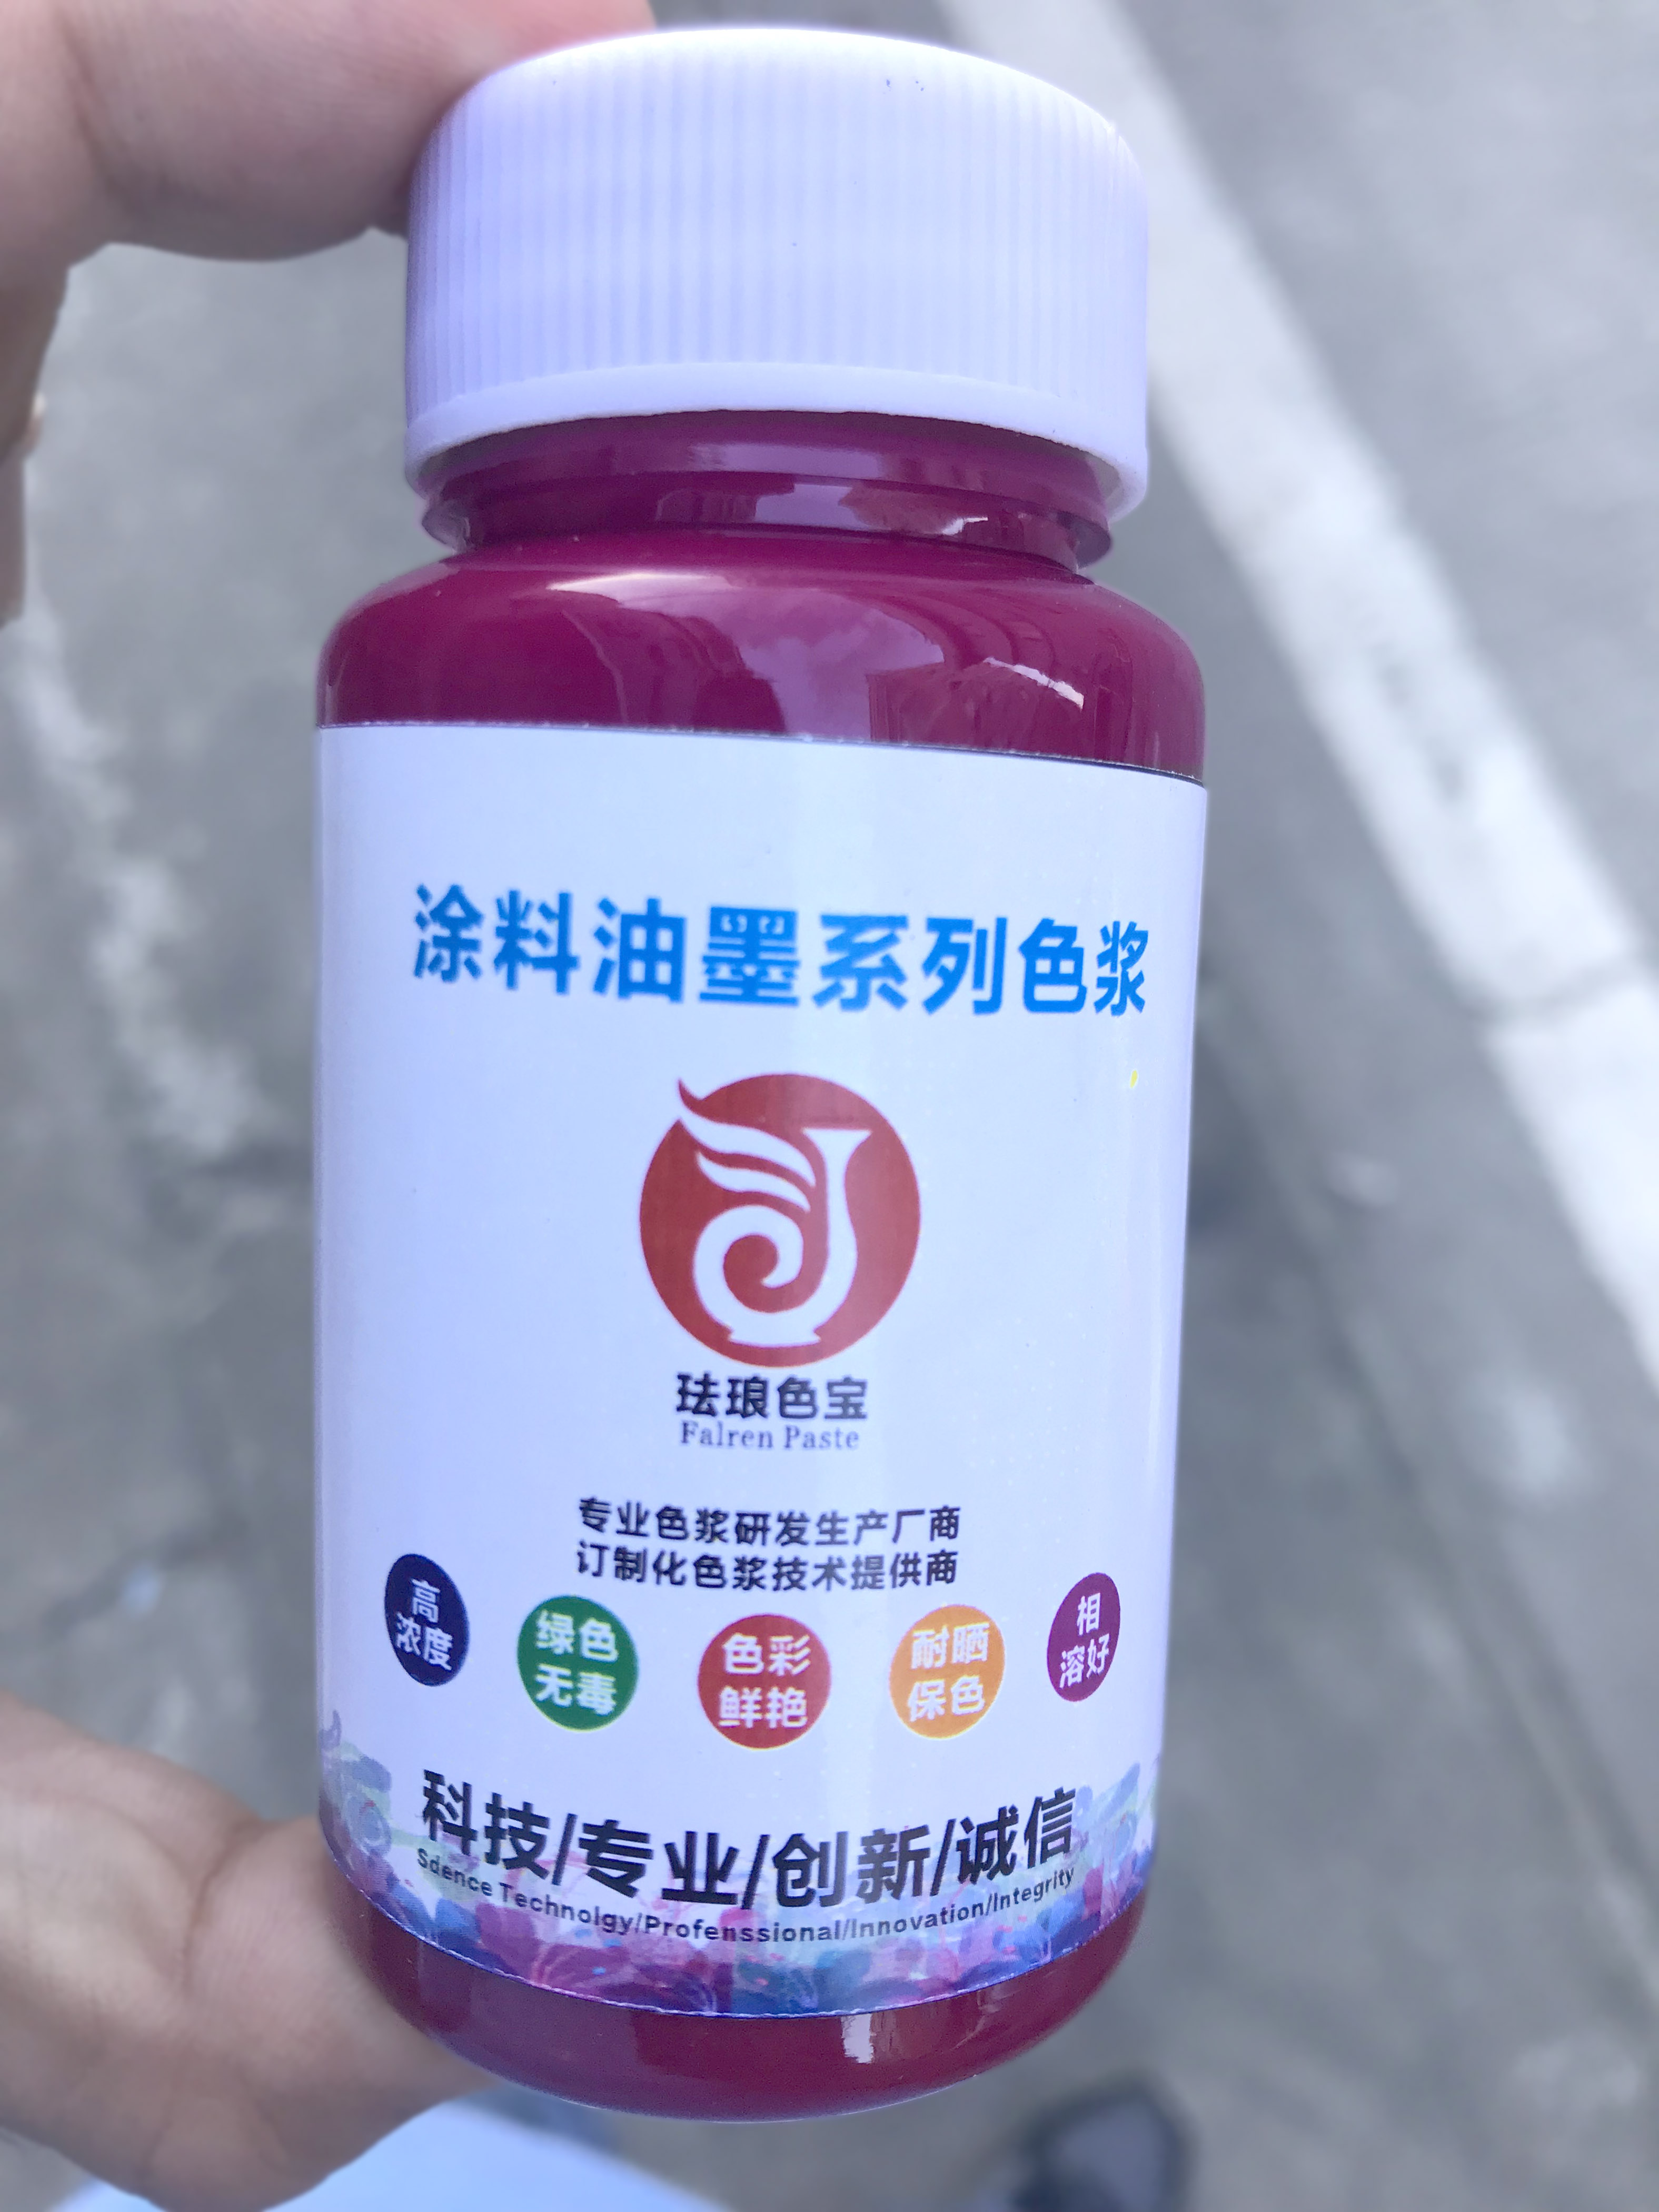 涂料油墨系列色浆
珐琅色宝
Falren Paste
专业色浆研发生产厂商
订制化色浆技术提供商
高
浓度
绿色
无毒
色彩
鲜艳
耐晒
保色
相
溶好
科技/专业/创新/诚信
Sdence Technolgy/Profenssional/Innovation/Integrity